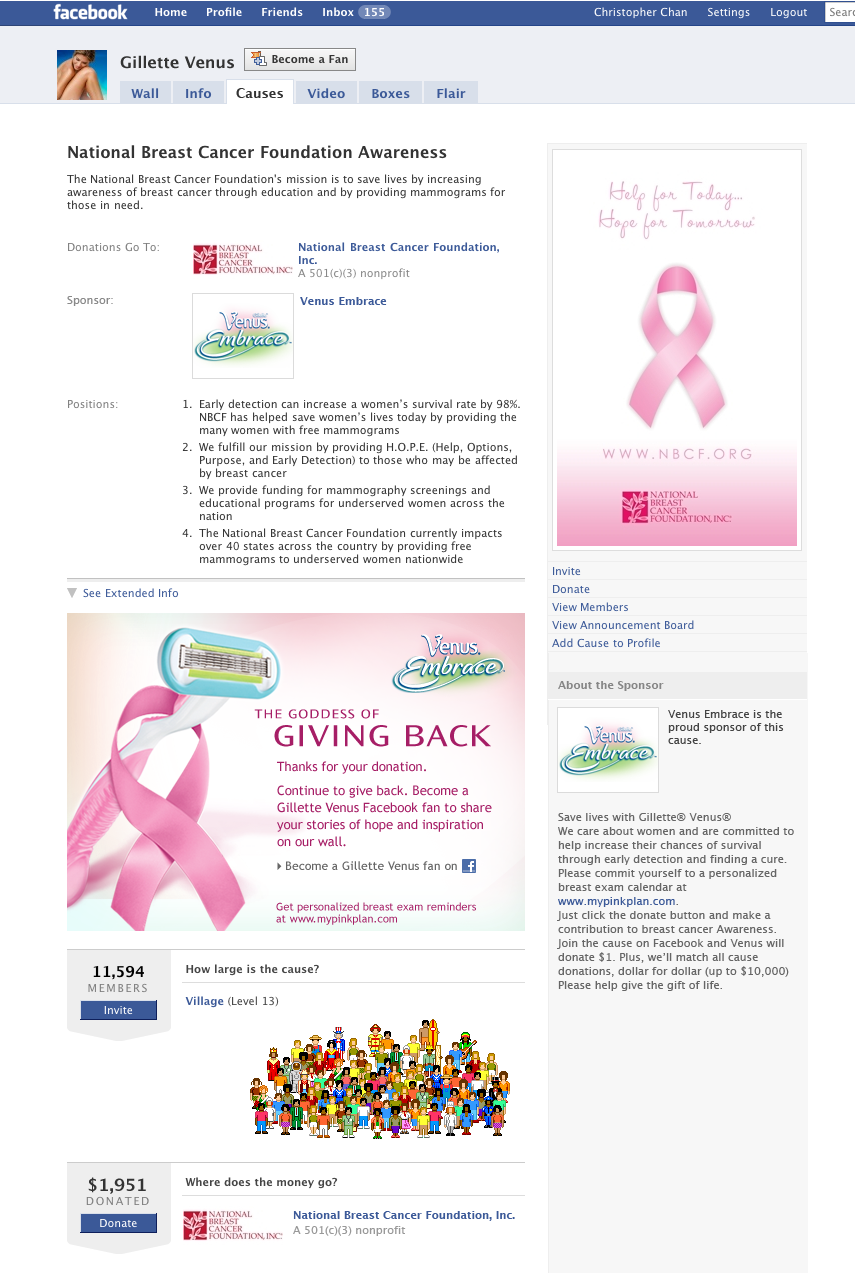 facebook Home Profile Friends Inbox 155 Christopher Chan Settings Logout Searc
Gillette Venus Become a Fan
Wall Info Causes Video Boxes Flair
National Breast Cancer Foundation Awareness
The National Breast Cancer Foundation's mission is to save lives by increasing
awareness of breast cancer through education and by providing mammograms for
those in need.
Donations Go To:
NATIONAL
BREAST
CANCER
FOUNDATION, INC.
National Breast Cancer Foundation,
Inc.
A 501(c)(3) nonprofit
Sponsor:
Venus
Embrace
Venus Embrace
Positions:
1. Early detection can increase a women's survival rate by 98%.
NBCF has helped save women's lives today by providing the
many women with free mammograms
2. We fulfill our mission by providing H.O.P.E. (Help, Options,
Purpose, and Early Detection) to those who may be affected
by breast cancer
3. We provide funding for mammography screenings and
educational programs for underserved women across the
nation
4. The National Breast Cancer Foundation currently impacts
over 40 states across the country by providing free
mammograms to underserved women nationwide
See Extended Info
Venus
Embrace
THE GODDESS OF
GIVING BACK
Thanks for your donation.
Continue to give back. Become a
Gillette Venus Facebook fan to share
your stories of hope and inspiration
on our wall.
Become a Gillette Venus fan on f
Get personalized breast exam reminders
at www.mypinkplan.com
11,594
MEMBERS
Invite
How large is the cause?
Village (Level 13)
$1,951
DONATED
Donate
Where does the money go?
NATIONAL
BREAST
CANCER
FOUNDATION, INC.
National Breast Cancer Foundation, Inc.
A 501(c)(3) nonprofit
Help for Today...
Hope for Tomorrow
WWW.NBCF.ORG
NATIONAL
BREAST
CANCER
FOUNDATION, INC.
Invite
Donate
View Members
View Announcement Board
Add Cause to Profile
About the Sponsor
Venus
Embrace
Venus Embrace is the
proud sponsor of this
cause.
Save lives with Gillette® Venus®
We care about women and are committed to
help increase their chances of survival
through early detection and finding a cure.
Please commit yourself to a personalized
breast exam calendar at
www.mypinkplan.com.
Just click the donate button and make a
contribution to breast cancer Awareness.
Join the cause on Facebook and Venus will
donate $1. Plus, we'll match all cause
donations, dollar for dollar (up to $10,000)
Please help give the gift of life.